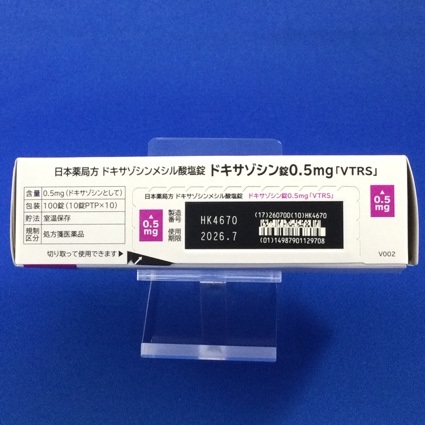 日本薬局方 ドキサゾシンメシル酸塩錠 ドキサゾシン錠0.5mg「VTRS」
含量 0.5mg(ドキサゾシンとして)
包装 100錠(10錠PTP×10)
貯法 室温保存
規制区分 処方箋医薬品
切り取って使用できます▶
▲
0.5
mg
日本薬局方 ドキサゾシンメシル酸塩錠 ドキサゾシン錠0.5mg「VTRS」
製造番号 HK4670
使用期限 2026.7
(17)260700(10)HK4670
(01)14987901129708
▲
0.5
mg
V002